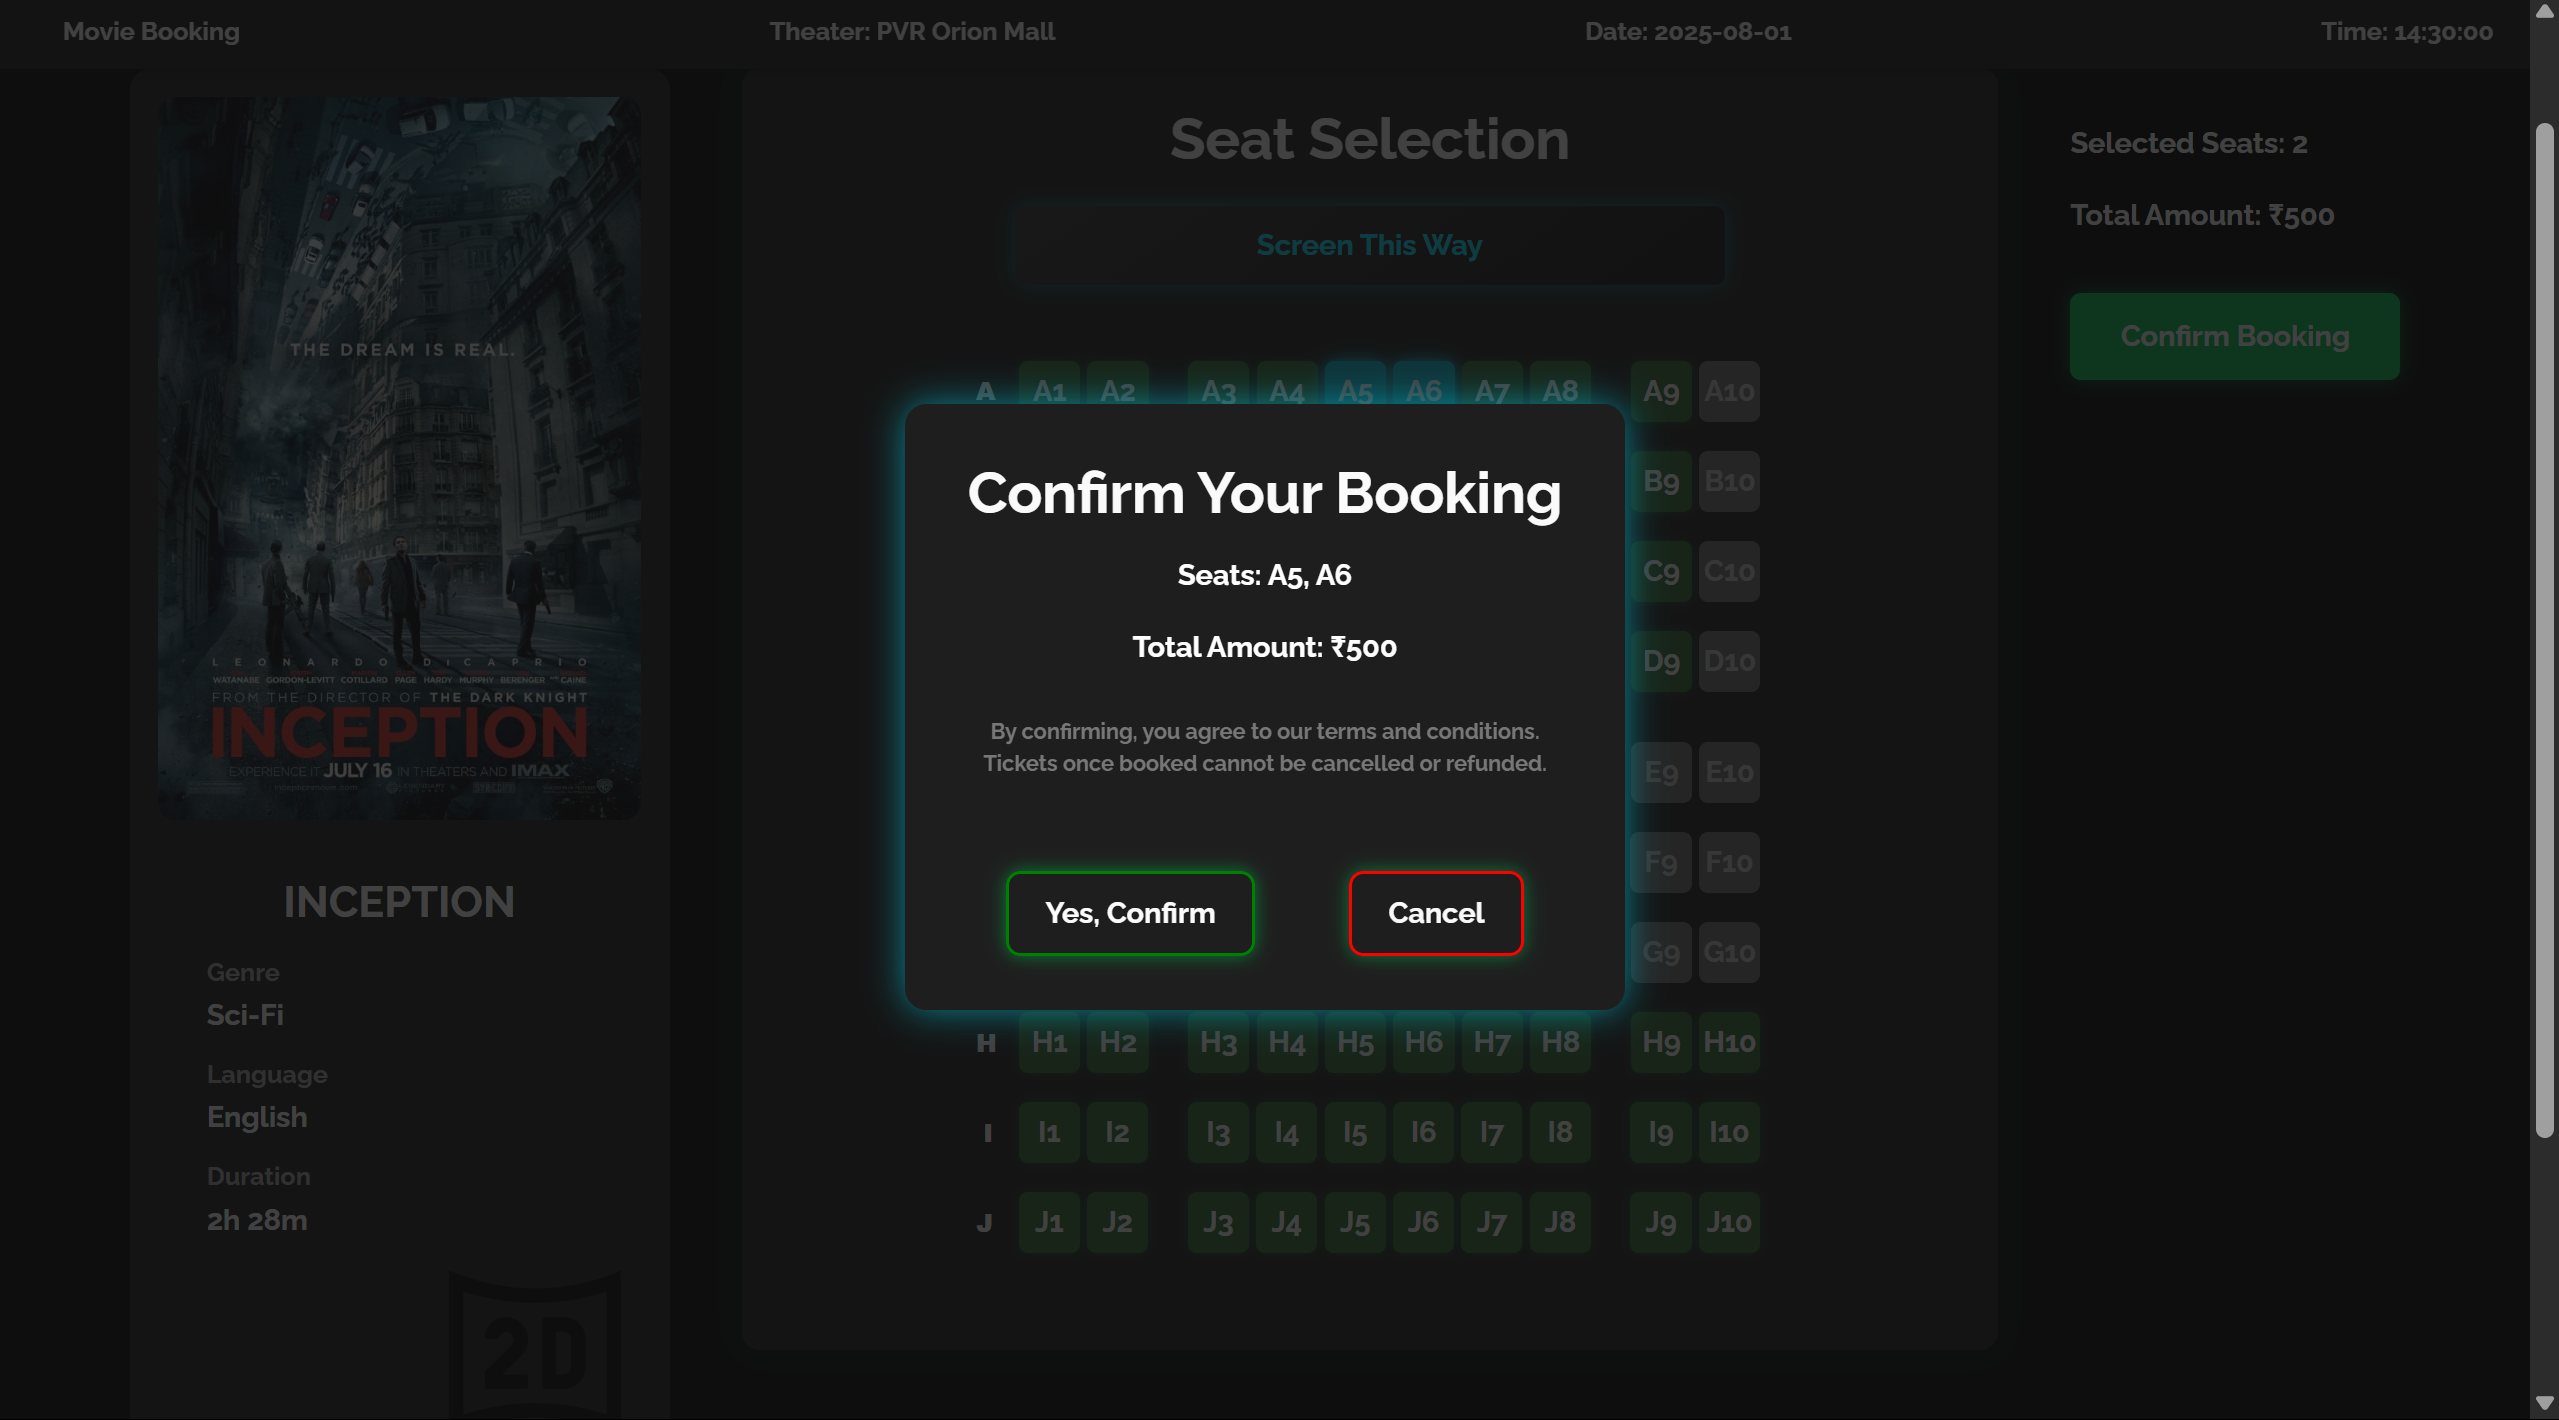 Movie Booking
Theater: PVR Orion Mall
Date: 2025-08-01
Time: 14:30:00
THE DREAM IS REAL.
LEONARDO DiCAPRIO
WATANABE GORDON-LEVITT COTILLARD PAGE HARDY MURPHY BERENGER AND CAINE
FROM THE DIRECTOR OF THE DARK KNIGHT
INCEPTION
EXPERIENCE IT JULY 16 IN THEATERS AND IMAX
INCEPTION
Genre
Sci-Fi
Language
English
Duration
2h 28m
2D
Seat Selection
Screen This Way
A A1 A2 A3 A4 A5 A6 A7 A8 A9 A10
B9 B10
C9 C10
D9 D10
E9 E10
F9 F10
G9 G10
H H1 H2 H3 H4 H5 H6 H7 H8 H9 H10
I I1 I2 I3 I4 I5 I6 I7 I8 I9 I10
J J1 J2 J3 J4 J5 J6 J7 J8 J9 J10
Confirm Your Booking
Seats: A5, A6
Total Amount: ₹500
By confirming, you agree to our terms and conditions.
Tickets once booked cannot be cancelled or refunded.
Yes, Confirm
Cancel
Selected Seats: 2
Total Amount: ₹500
Confirm Booking